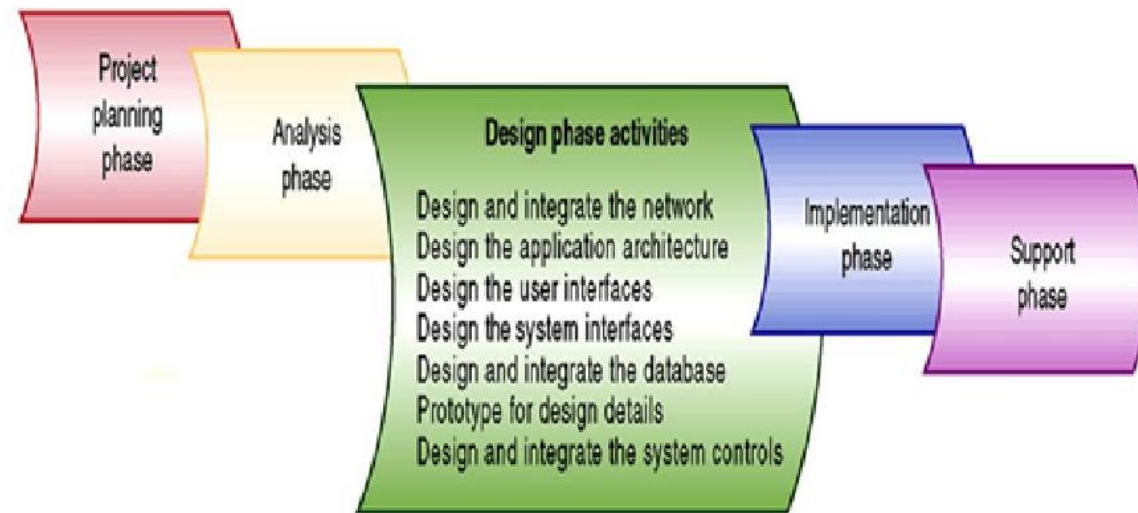 Project
planning
phase
Analysis
phase
Design phase activities
Design and integrate the network
Design the application architecture
Design the user interfaces
Design the system interfaces
Design and integrate the database
Prototype for design details
Design and integrate the system controls
Implementation
phase
Support
phase